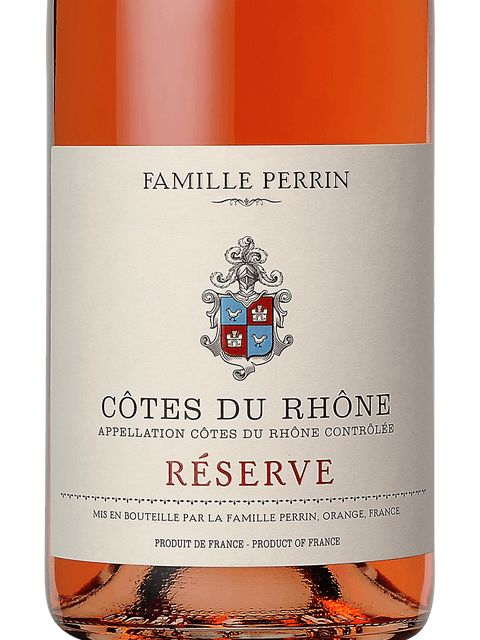 FAMILLE PERRIN
CÔTES DU RHÔNE
APPELLATION CÔTES DU RHÔNE CONTRÔLÉE
RÉSERVE
MIS EN BOUTEILLE PAR LA FAMILLE PERRIN, ORANGE, FRANCE
PRODUIT DE FRANCE - PRODUCT OF FRANCE